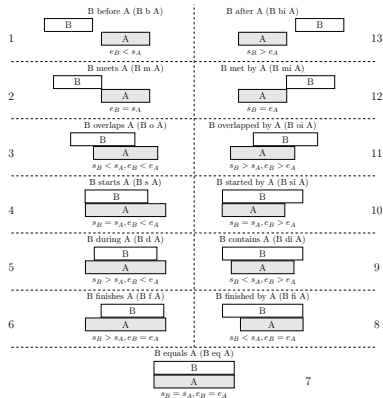 B before A (B b A)
B
1
A
e_B < s_A
B after A (B bi A)
B
A
13
s_B > e_A
B meets A (B m A)
B
2
A
e_B = s_A
B met by A (B mi A)
B
A
12
s_B = e_A
B overlaps A (B o A)
B
3
A
s_B < s_A, e_B < e_A
B overlapped by A (B oi A)
B
A
11
s_B > s_A, e_B > e_A
B starts A (B s A)
B
4
A
s_B = s_A, e_B < e_A
B started by A (B si A)
B
A
10
s_B = s_A, e_B > e_A
B during A (B d A)
B
5
A
s_B > s_A, e_B < e_A
B contains A (B di A)
B
A
9
s_B < s_A, e_B > e_A
B finishes A (B f A)
B
6
A
s_B > s_A, e_B = e_A
B finished by A (B fi A)
B
A
8
s_B < s_A, e_B = e_A
B equals A (B eq A)
B
A
7
s_B = s_A, e_B = e_A